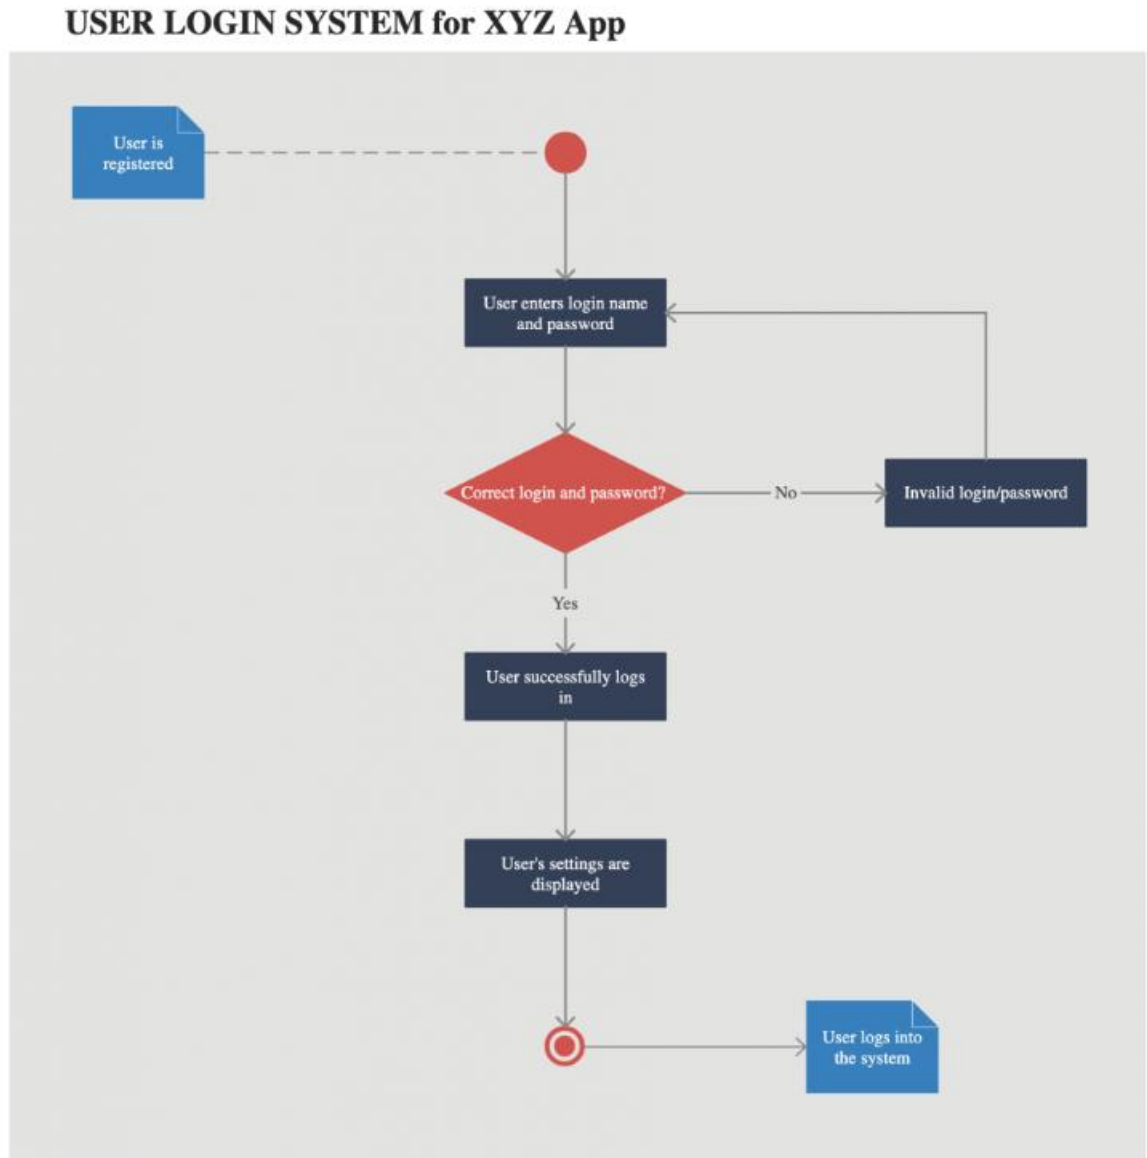 USER LOGIN SYSTEM for XYZ App
User is
registered
User enters login name
and password
Correct login and password?
No
Invalid login/password
Yes
User successfully logs
in
User's settings are
displayed
User logs into
the system